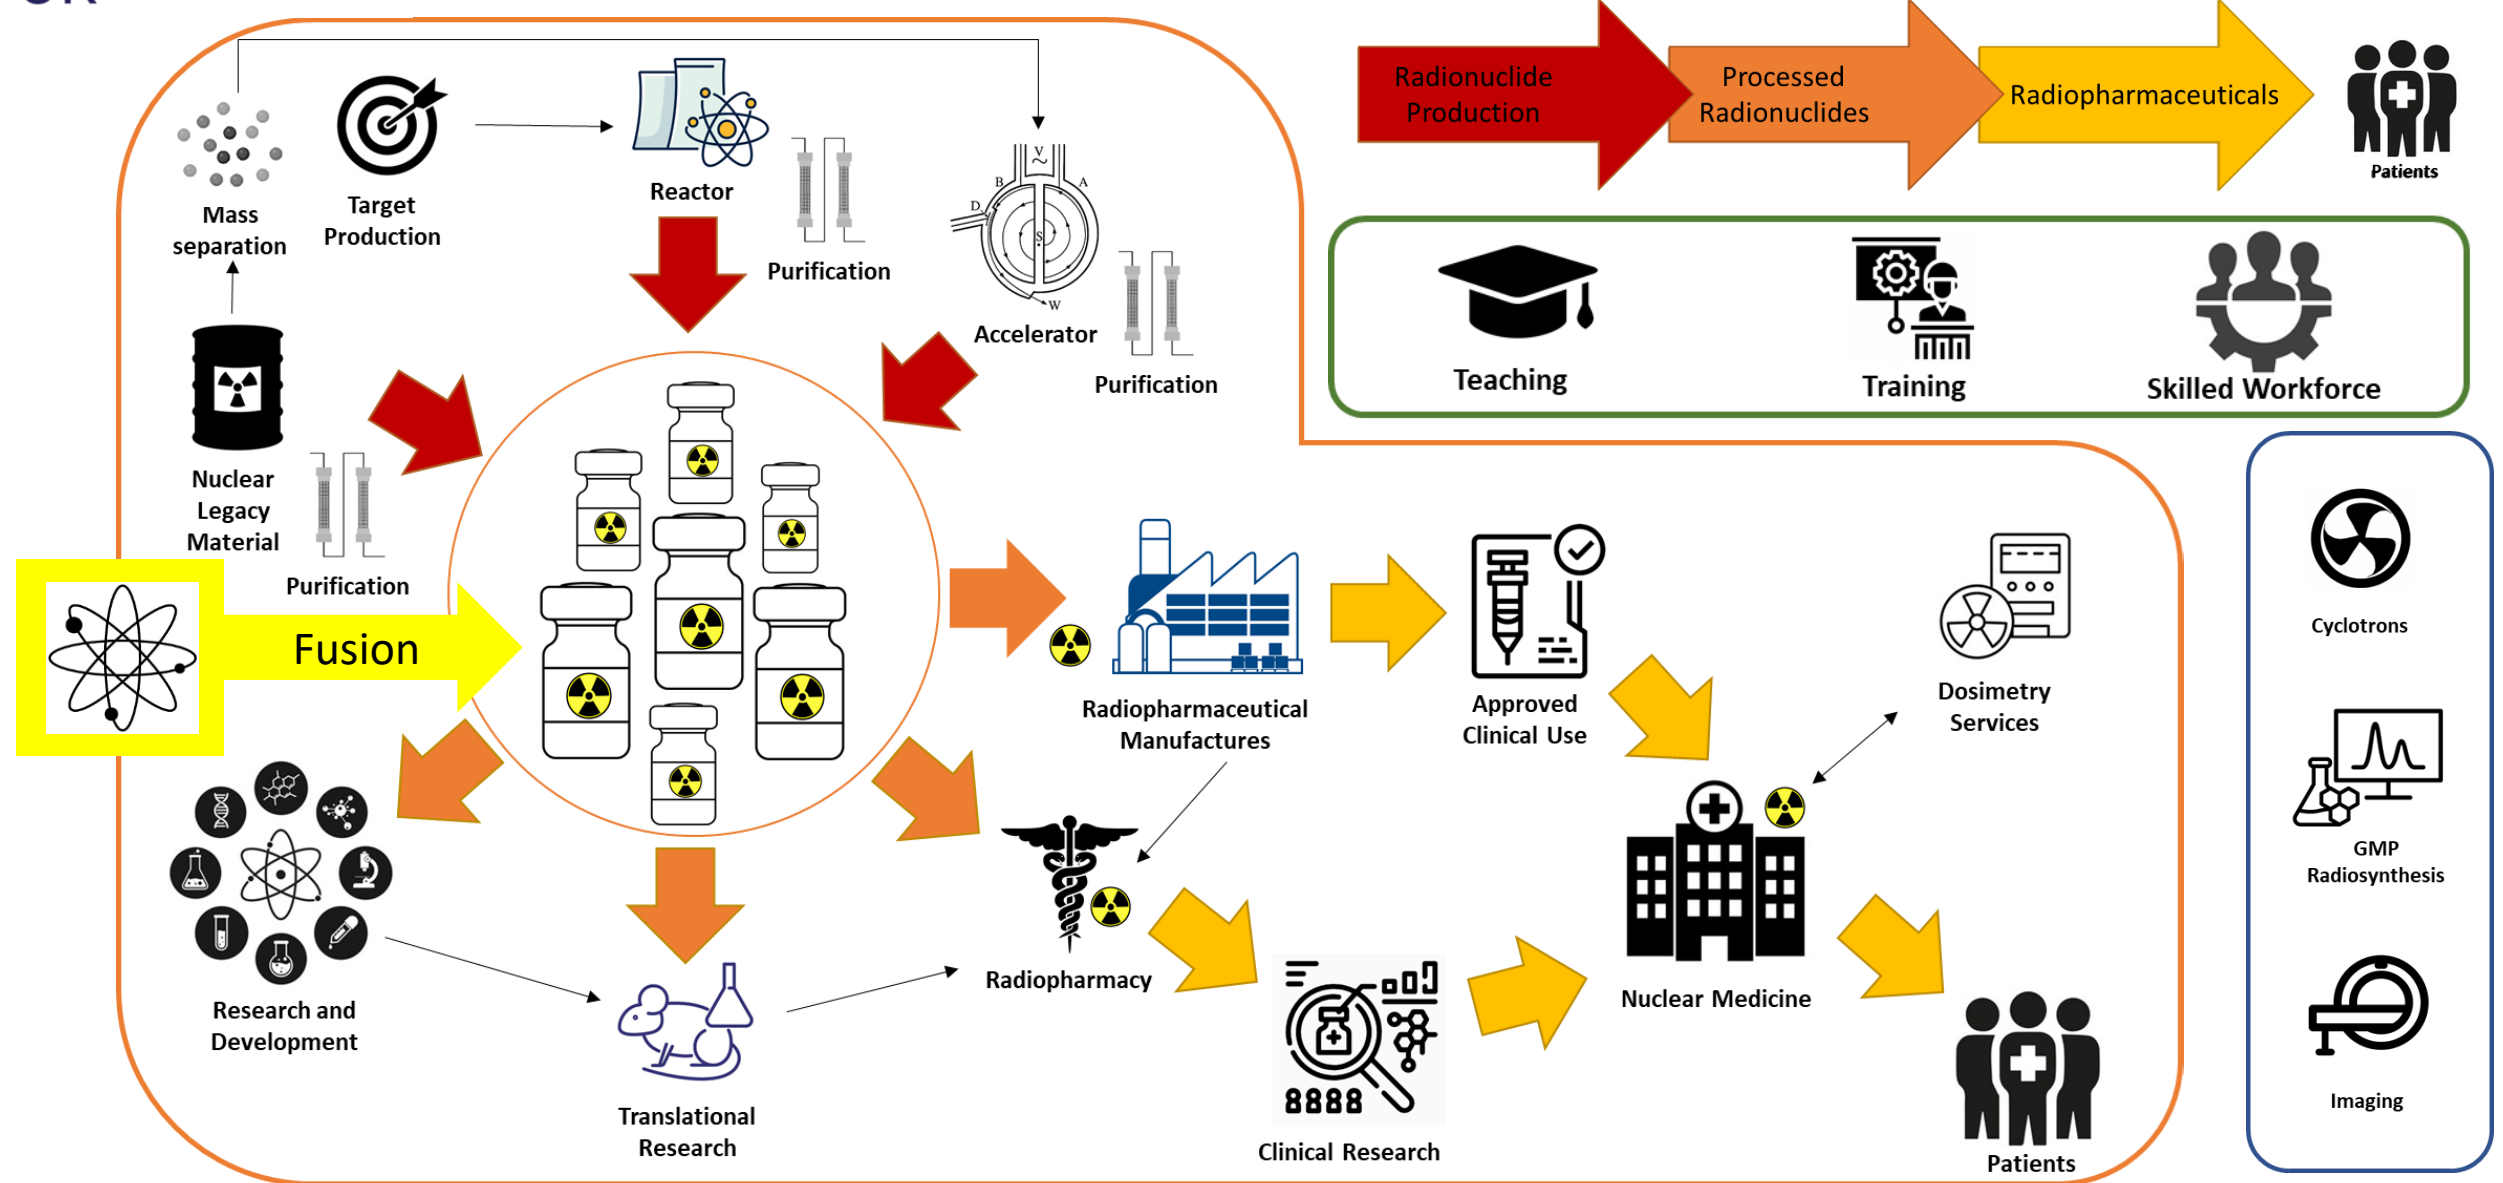 Radionuclide
Production
Processed
Radionuclides
Radiopharmaceuticals
Patients
Mass
separation
Target
Production
Reactor
Purification
V
~
B
A
D
S
W
Accelerator
Purification
Teaching
Training
Skilled Workforce
Nuclear
Legacy
Material
Purification
Fusion
Radiopharmaceutical
Manufactures
Approved
Clinical Use
Dosimetry
Services
Cyclotrons
GMP
Radiosynthesis
Imaging
Research and
Development
Translational
Research
Radiopharmacy
Clinical Research
8888
Nuclear Medicine
Patients